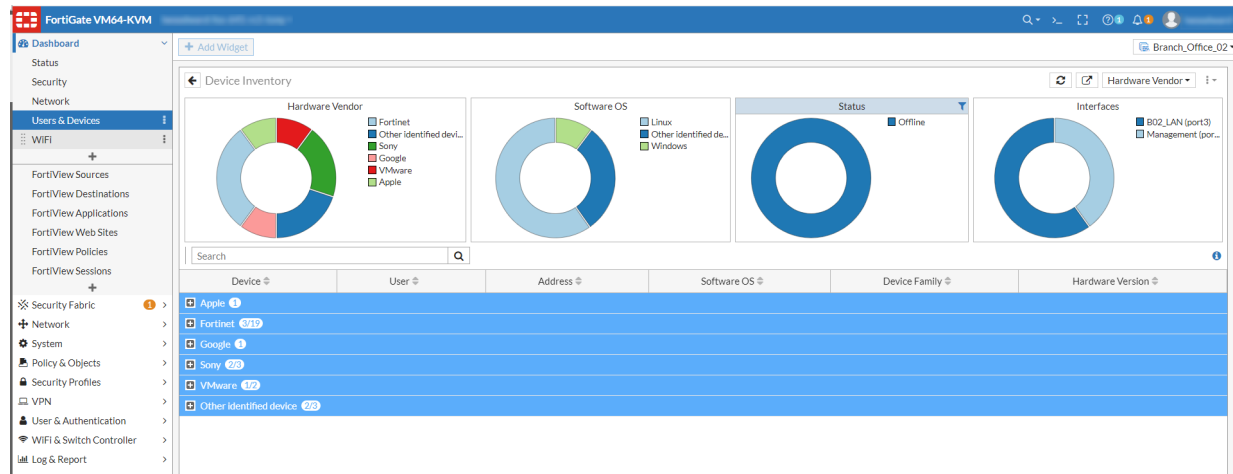 FortiGate VM64-KVM
1
1
Dashboard
Status
Security
Network
Users & Devices
WiFi
FortiView Sources
FortiView Destinations
FortiView Applications
FortiView Web Sites
FortiView Policies
FortiView Sessions
Security Fabric 1
Network
System
Policy & Objects
Security Profiles
VPN
User & Authentication
WiFi & Switch Controller
Log & Report
+ Add Widget
Branch_Office_02
Device Inventory
Hardware Vendor
Hardware Vendor
Fortinet
Other identified devi...
Sony
Google
VMware
Apple
Software OS
Linux
Other identified de...
Windows
Status
Offline
Interfaces
B02_LAN (port3)
Management (por...
Search
Device User Address Software OS Device Family Hardware Version
Apple 1
Fortinet 3/19
Google 1
Sony 2/3
VMware 1/2
Other identified device 2/3